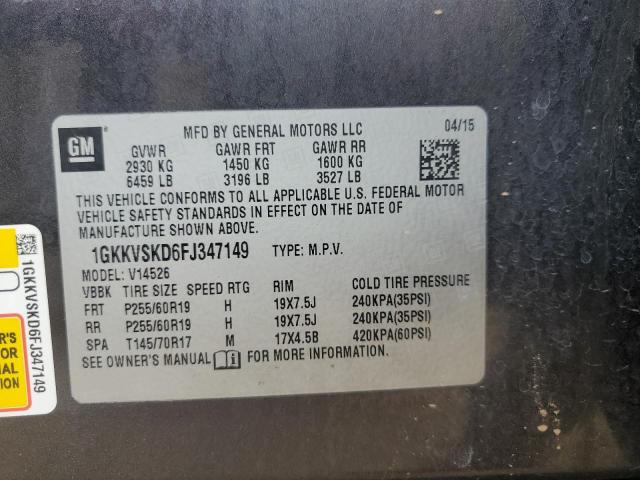 GM
MFD BY GENERAL MOTORS LLC 04/15
GVWR GAWR FRT GAWR RR
2930 KG 1450 KG 1600 KG
6459 LB 3196 LB 3527 LB
THIS VEHICLE CONFORMS TO ALL APPLICABLE U.S. FEDERAL MOTOR
VEHICLE SAFETY STANDARDS IN EFFECT ON THE DATE OF
MANUFACTURE SHOWN ABOVE.
1GKKVSKD6FJ347149 TYPE: M.P.V.
MODEL: V14526
VBBK TIRE SIZE SPEED RTG RIM COLD TIRE PRESSURE
FRT P255/60R19 H 19X7.5J 240KPA(35PSI)
RR P255/60R19 H 19X7.5J 240KPA(35PSI)
SPA T145/70R17 M 17X4.5B 420KPA(60PSI)
SEE OWNER'S MANUAL FOR MORE INFORMATION.
1GKKVSKD6FJ347149